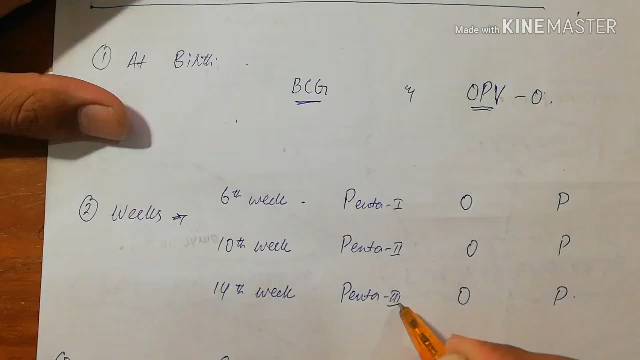 Made with KINEMASTER
① At Birth.
BCG 4 OPV-0.
6th week. Penta-I O P
② Weeks
10th week Penta-II O P
14th week Penta-III O P.